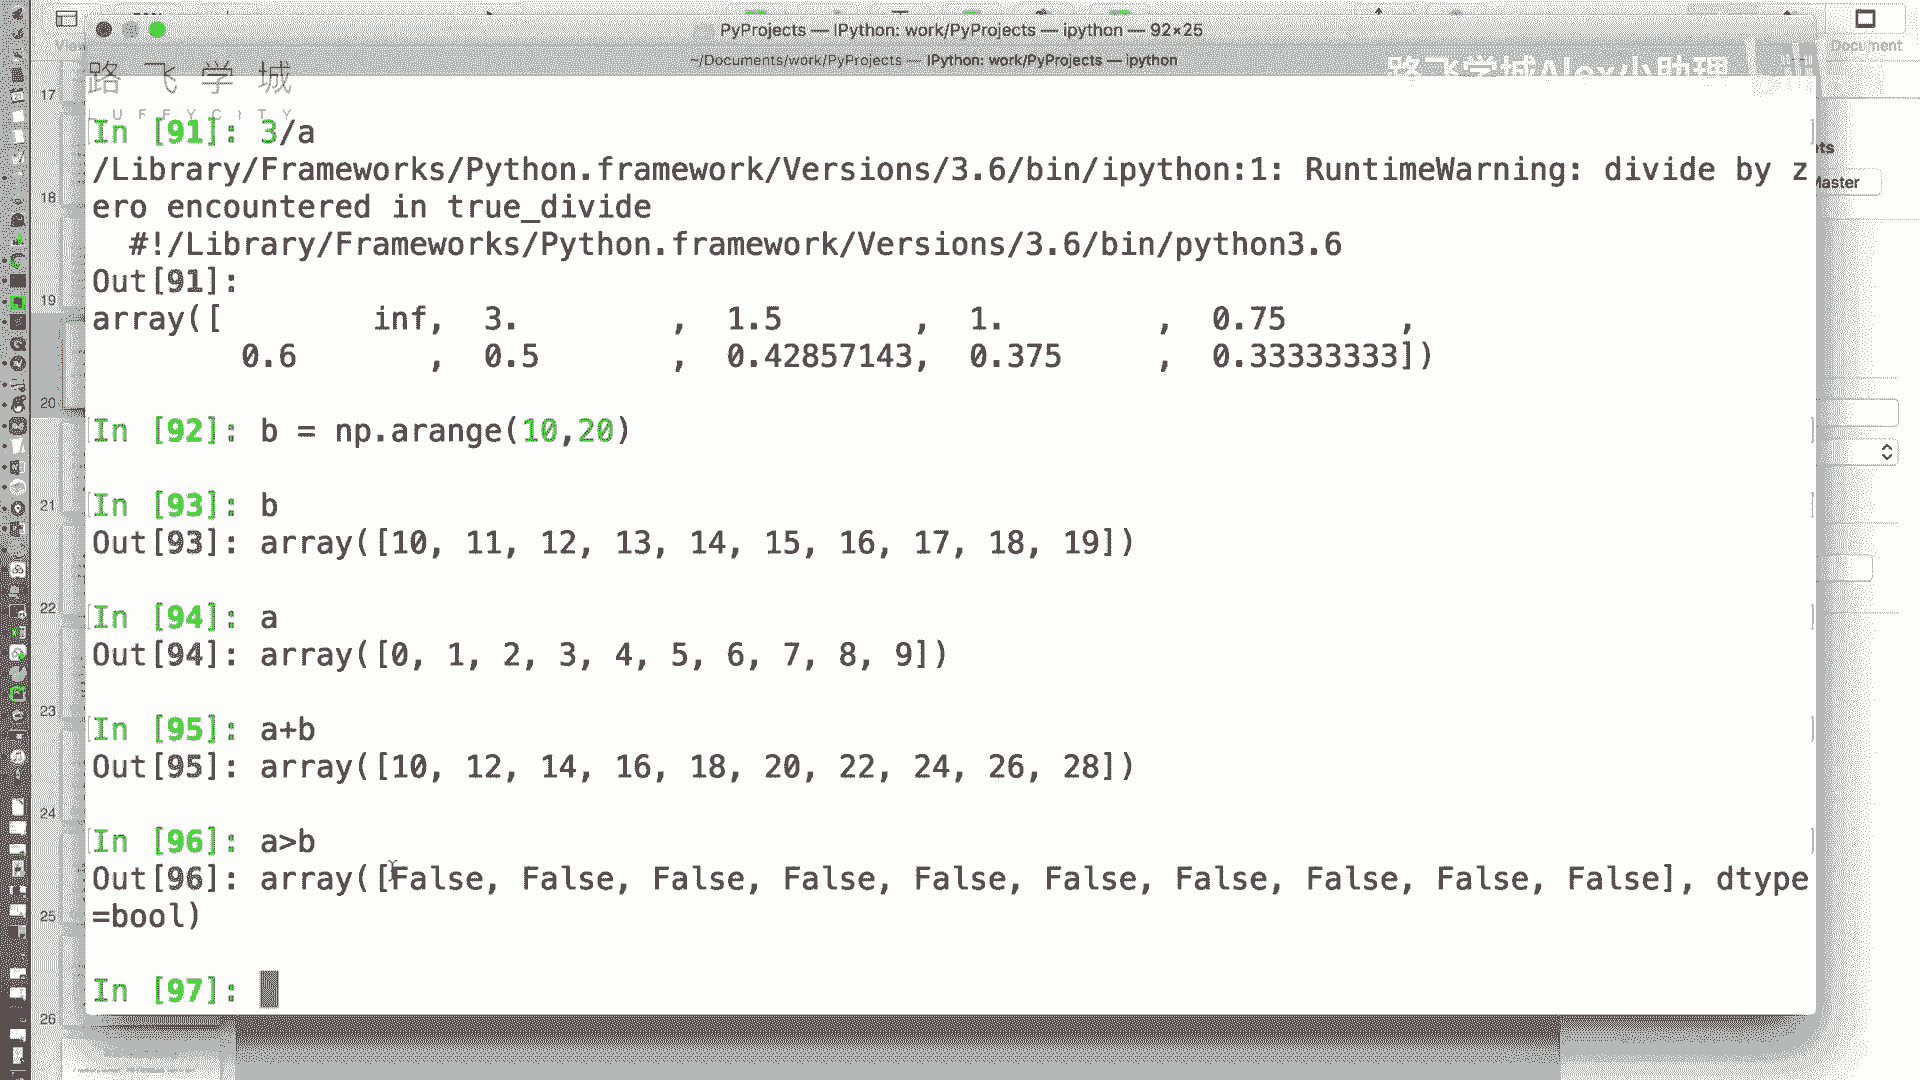 PyProjects — IPython: work/PyProjects — ipython — 92×25
~/Documents/work/PyProjects — IPython: work/PyProjects — ipython
View
Document
路飞学城
LUFFYCITY
路飞学城Alex小助理
Master
17
18
19
20
21
22
23
24
25
26
In [91]: 3/a
/Library/Frameworks/Python.framework/Versions/3.6/bin/ipython:1: RuntimeWarning: divide by z
ero encountered in true_divide
  #!/Library/Frameworks/Python.framework/Versions/3.6/bin/python3.6
Out[91]:
array([        inf,  3.        ,  1.5       ,  1.        ,  0.75      ,
        0.6       ,  0.5       ,  0.42857143,  0.375     ,  0.33333333])
In [92]: b = np.arange(10,20)
In [93]: b
Out[93]: array([10, 11, 12, 13, 14, 15, 16, 17, 18, 19])
In [94]: a
Out[94]: array([0, 1, 2, 3, 4, 5, 6, 7, 8, 9])
In [95]: a+b
Out[95]: array([10, 12, 14, 16, 18, 20, 22, 24, 26, 28])
In [96]: a>b
Out[96]: array([False, False, False, False, False, False, False, False, False, False], dtype
=bool)
In [97]: